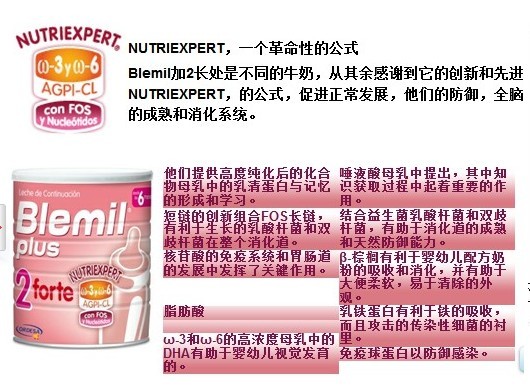 NUTRIEXPERT®
ω-3 y ω-6
AGPI-CL
con FOS
y Nucleótidos
NUTRIEXPERT，一个革命性的公式
Blemil加2长处是不同的牛奶，从其余感谢到它的创新和先进
NUTRIEXPERT，的公式，促进正常发展，他们的防御，全脑
的成熟和消化系统。
Leche de Continuación
Blemil
plus
2 forte
NUTRIEXPERT
ω-3 y ω-6
AGPI-CL
con FOS
y Nucleótidos
ORDESA
他们提供高度纯化后的化合
物母乳中的乳清蛋白与记忆
的形成和学习。
短链的创新组合FOS长链，
有利于生长的乳酸杆菌和双
歧杆菌在整个消化道。
核苷酸的免疫系统和胃肠道
的发展中发挥了关键作用。
脂肪酸
ω-3和ω-6的高浓度母乳中的
DHA有助于婴幼儿视觉发育
的。
唾液酸母乳中提出，其中知
识获取过程中起着重要的作
用。
结合益生菌乳酸杆菌和双歧
杆菌，有助于消化道的成熟
和天然防御能力。
β-棕榈有利于婴幼儿配方奶
粉的吸收和消化，并有助于
大便柔软，易于清除的外
观。
乳铁蛋白有利于铁的吸收，
而且攻击的传染性细菌的衬
里。
免疫球蛋白以防御感染。